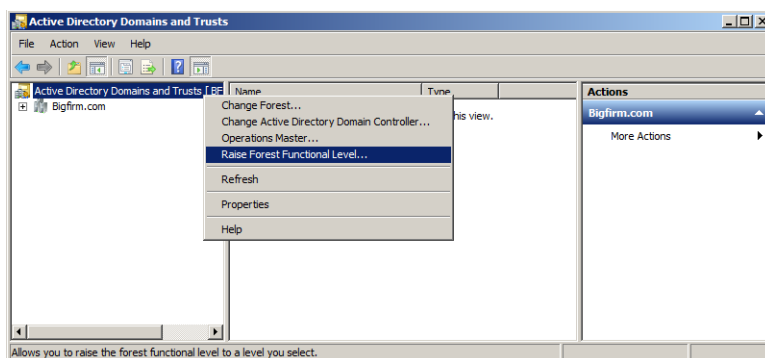 Active Directory Domains and Trusts
File Action View Help
Active Directory Domains and Trusts [ BF
Bigfirm.com
Name Type
his view.
Change Forest...
Change Active Directory Domain Controller...
Operations Master...
Raise Forest Functional Level...
Refresh
Properties
Help
Actions
Bigfirm.com
More Actions
Allows you to raise the forest functional level to a level you select.